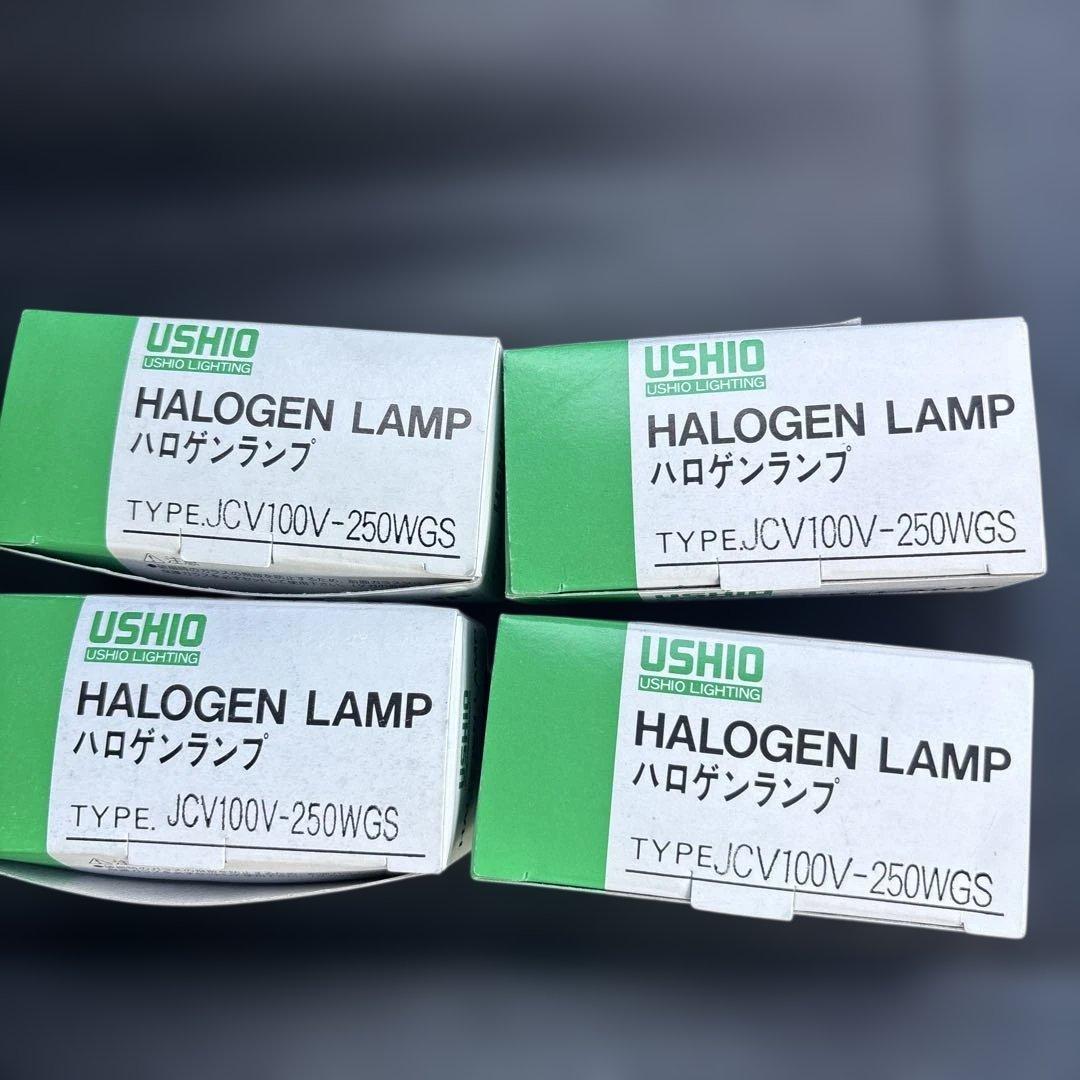 USHIO
USHIO LIGHTING
HALOGEN LAMP
ハロゲンランプ
TYPE. JCV100V-250WGS
USHIO
USHIO LIGHTING
HALOGEN LAMP
ハロゲンランプ
TYPE. JCV100V-250WGS
USHIO
USHIO LIGHTING
HALOGEN LAMP
ハロゲンランプ
TYPE. JCV100V-250WGS
USHIO
USHIO
USHIO LIGHTING
HALOGEN LAMP
ハロゲンランプ
TYPE. JCV100V-250WGS